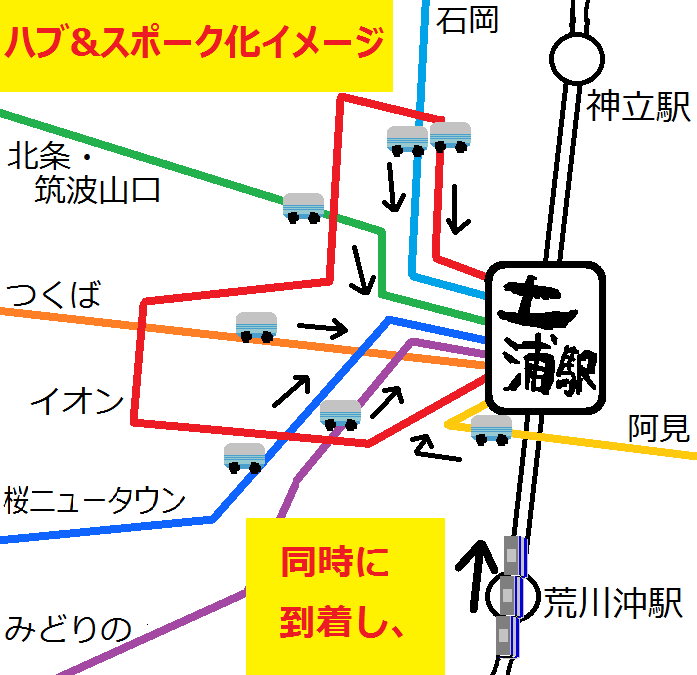 ハブ&スポーク化イメージ
石岡
神立駅
北条・
筑波山口
つくば
土
浦駅
イオン
阿見
桜ニュータウン
同時に
到着し、
荒川沖駅
みどりの